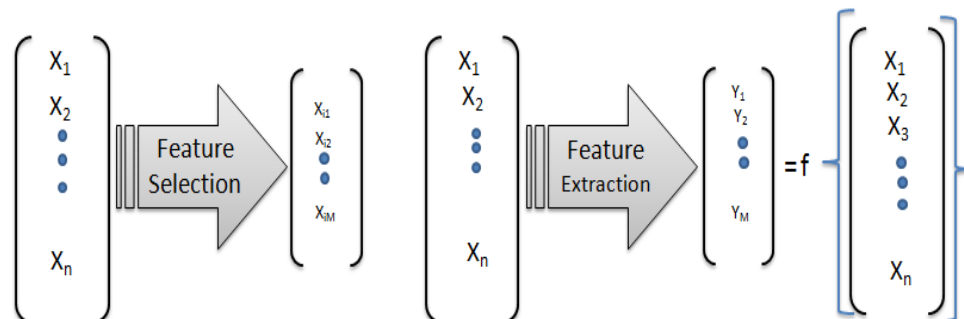 X1
X2
Xn
Feature
Selection
Xi1
Xi2
XiM
X1
X2
Xn
Feature
Extraction
Y1
Y2
YM
=f
X1
X2
X3
Xn